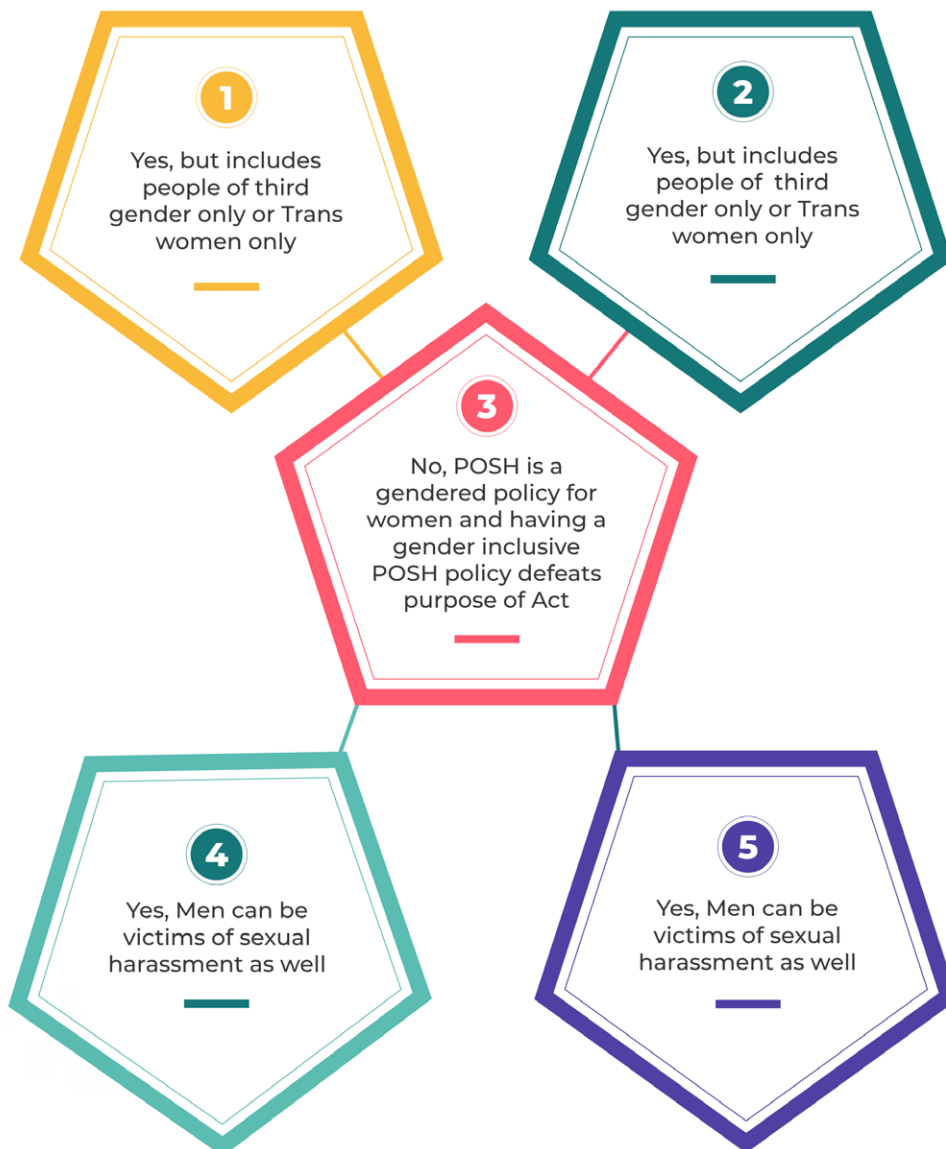 1
Yes, but includes
people of third
gender only or Trans
women only
2
Yes, but includes
people of third
gender only or Trans
women only
3
No, POSH is a
gendered policy for
women and having a
gender inclusive
POSH policy defeats
purpose of Act
4
Yes, Men can be
victims of sexual
harassment as well
5
Yes, Men can be
victims of sexual
harassment as well